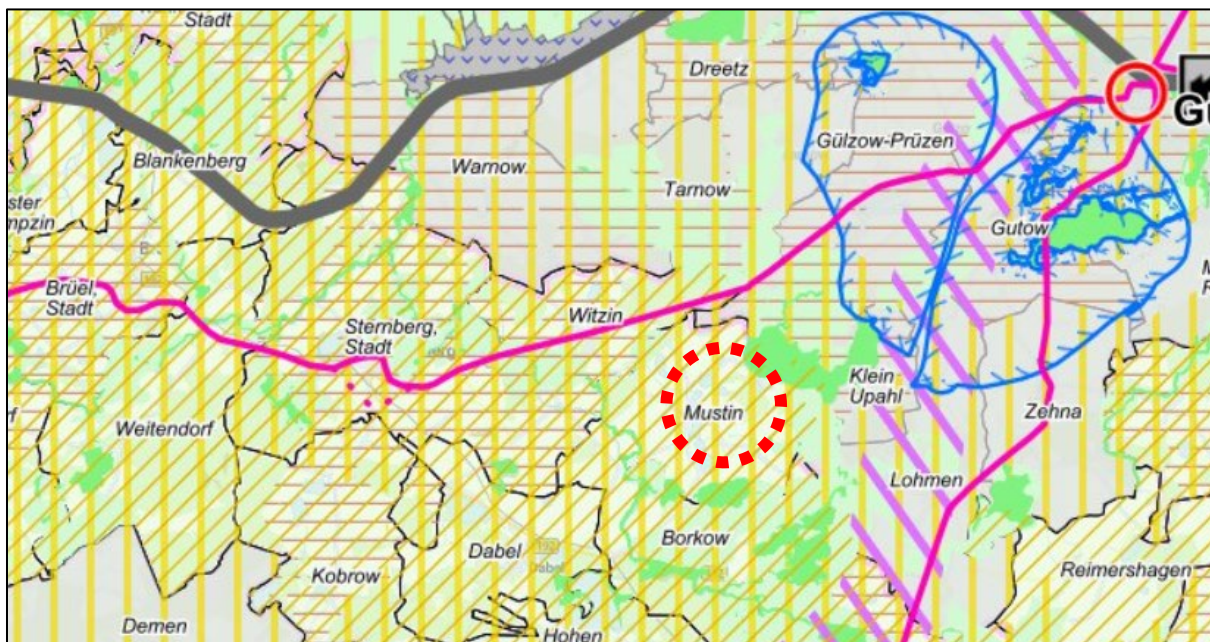 Stadt
Dreetz
Gü
Gülzow-Prüzen
Blankenberg
Warnow
Tarnow
Gutow
Brüel,
Stadt
Sternberg,
Stadt
Witzin
Klein
Upahl
Mustin
Zehna
Weitendorf
Lohmen
Borkow
Dabel
Kobrow
Reimershagen
Demen
Hohen